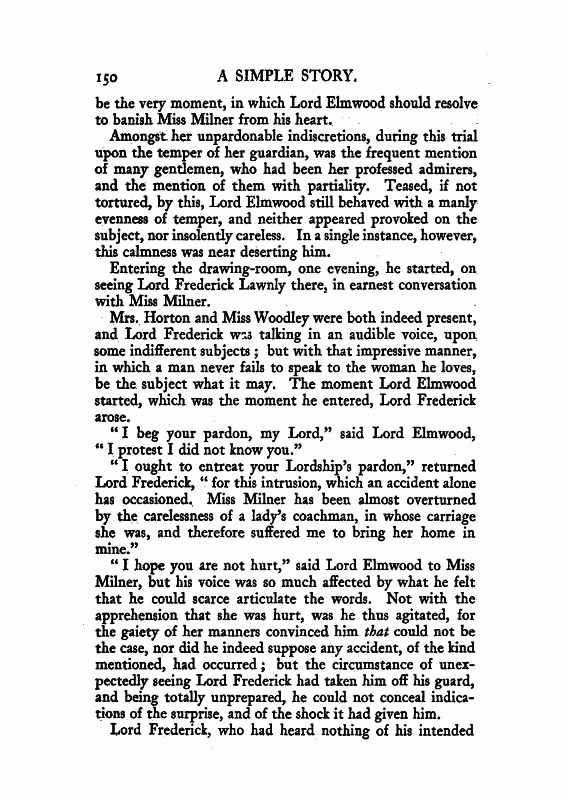 150 A SIMPLE STORY.
be the very moment, in which Lord Elmwood should resolve
to banish Miss Milner from his heart.
Amongst her unpardonable indiscretions, during this trial
upon the temper of her guardian, was the frequent mention
of many gentlemen, who had been her professed admirers,
and the mention of them with partiality. Teased, if not
tortured, by this, Lord Elmwood still behaved with a manly
evenness of temper, and neither appeared provoked on the
subject, nor insolently careless. In a single instance, however,
this calmness was near deserting him.
Entering the drawing-room, one evening, he started, on
seeing Lord Frederick Lawnly there, in earnest conversation
with Miss Milner.
Mrs. Horton and Miss Woodley were both indeed present,
and Lord Frederick was talking in an audible voice, upon
some indifferent subjects ; but with that impressive manner,
in which a man never fails to speak to the woman he loves,
be the subject what it may. The moment Lord Elmwood
started, which was the moment he entered, Lord Frederick
arose.
“ I beg your pardon, my Lord,” said Lord Elmwood,
“ I protest I did not know you.”
“ I ought to entreat your Lordship’s pardon,” returned
Lord Frederick, “ for this intrusion, which an accident alone
has occasioned. Miss Milner has been almost overturned
by the carelessness of a lady’s coachman, in whose carriage
she was, and therefore suffered me to bring her home in
mine.”
“ I hope you are not hurt,” said Lord Elmwood to Miss
Milner, but his voice was so much affected by what he felt
that he could scarce articulate the words. Not with the
apprehension that she was hurt, was he thus agitated, for
the gaiety of her manners convinced him that could not be
the case, nor did he indeed suppose any accident, of the kind
mentioned, had occurred ; but the circumstance of unex-
pectedly seeing Lord Frederick had taken him off his guard,
and being totally unprepared, he could not conceal indica-
tions of the surprise, and of the shock it had given him.
Lord Frederick, who had heard nothing of his intended